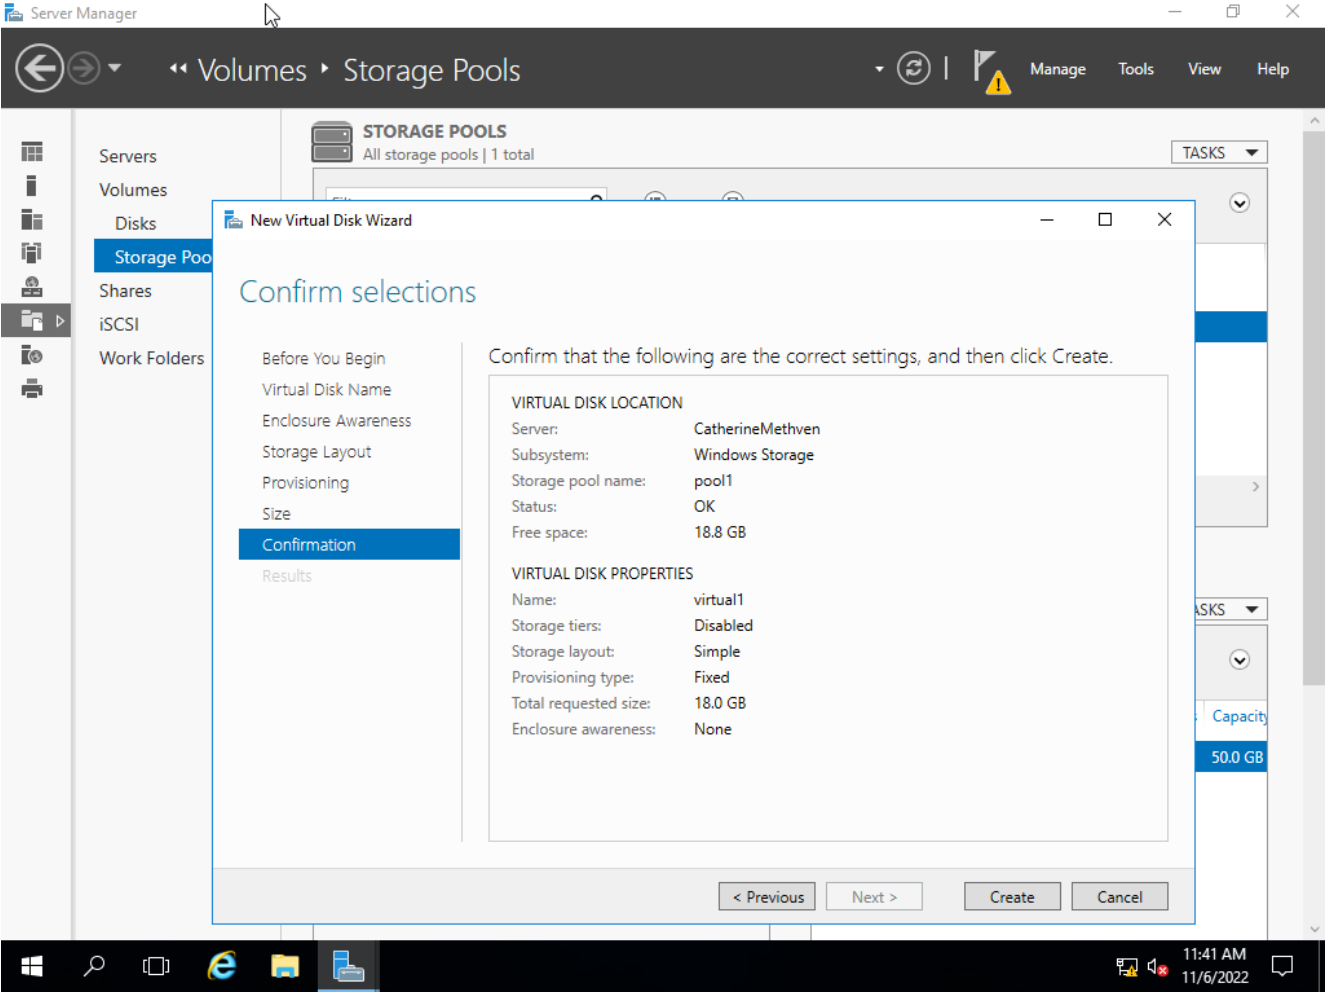 Server Manager
Volumes
Storage Pools
Manage
Tools
View
Help
Servers
Volumes
Disks
Storage Poo
Shares
iSCSI
Work Folders
STORAGE POOLS
All storage pools | 1 total
TASKS
New Virtual Disk Wizard
Confirm selections
Before You Begin
Virtual Disk Name
Enclosure Awareness
Storage Layout
Provisioning
Size
Confirmation
Results
Confirm that the following are the correct settings, and then click Create.
VIRTUAL DISK LOCATION
Server: CatherineMethven
Subsystem: Windows Storage
Storage pool name: pool1
Status: OK
Free space: 18.8 GB
VIRTUAL DISK PROPERTIES
Name: virtual1
Storage tiers: Disabled
Storage layout: Simple
Provisioning type: Fixed
Total requested size: 18.0 GB
Enclosure awareness: None
ASKS
Capacity
50.0 GB
< Previous
Next >
Create
Cancel
11:41 AM
11/6/2022